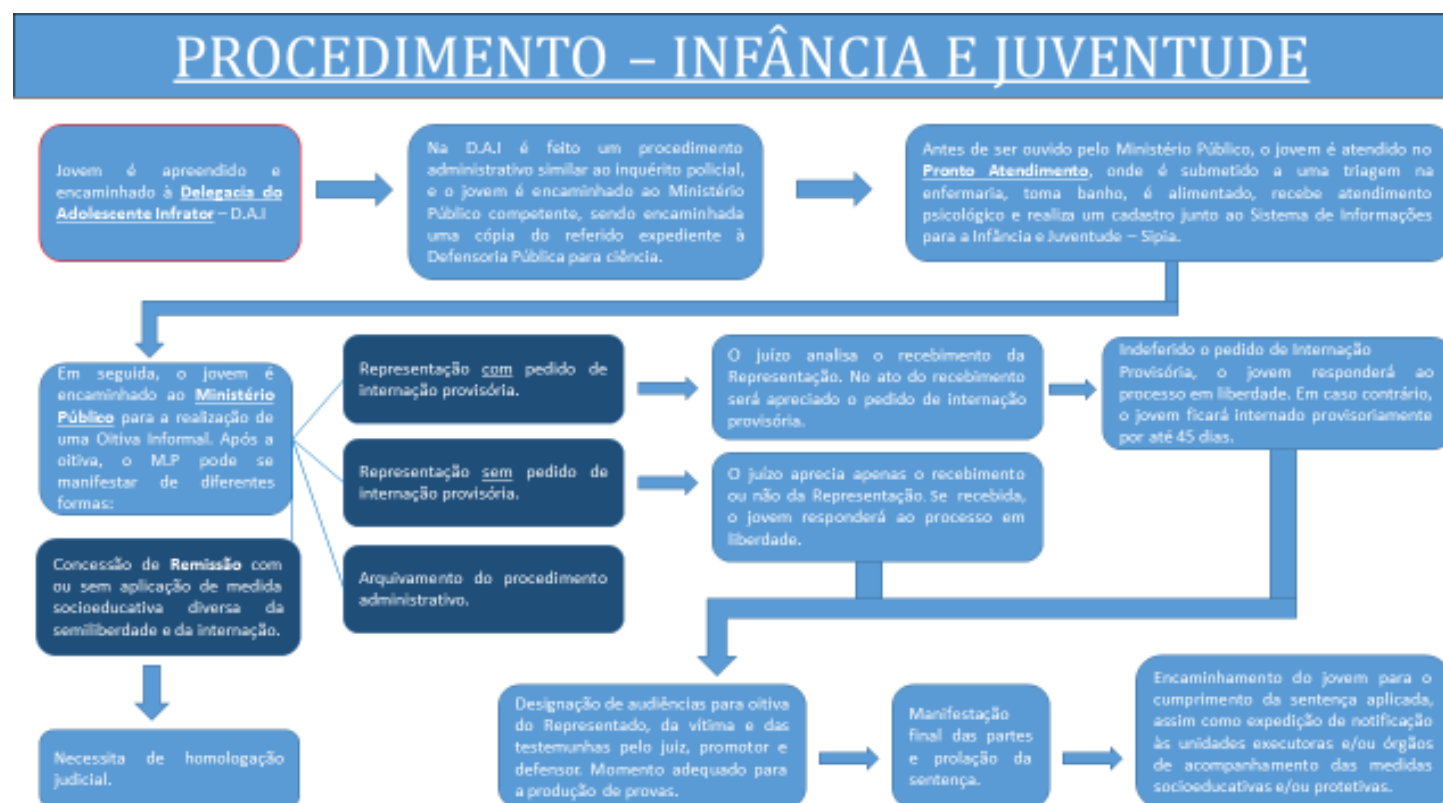 PROCEDIMENTO – INFÂNCIA E JUVENTUDE
Jovem é apreendido e
encaminhado à Delegacia do
Adolescente Infrator – D.A.I
Na D.A.I é feito um procedimento
administrativo similar ao inquérito policial,
e o jovem é encaminhado ao Ministério
Público competente, sendo encaminhada
uma cópia do referido expediente à
Defensoria Pública para ciência.
Antes de ser ouvido pelo Ministério Público, o jovem é atendido no
Pronto Atendimento, onde é submetido a uma triagem na
enfermaria, toma banho, é alimentado, recebe atendimento
psicológico e realiza um cadastro junto ao Sistema de Informações
para a Infância e Juventude – Sipia.
Em seguida, o jovem é
encaminhado ao Ministério
Público para a realização de
uma Oitiva Informal. Após a
oitiva, o M.P pode se
manifestar de diferentes
formas:
Representação com pedido de
internação provisória.
O juízo analisa o recebimento da
Representação. No ato do recebimento
será apreciado o pedido de internação
provisória.
Indeferido o pedido de Internação
Provisória, o jovem responderá ao
processo em liberdade. Em caso contrário,
o jovem ficará internado provisoriamente
por até 45 dias.
Representação sem pedido de
internação provisória.
O juízo aprecia apenas o recebimento
ou não da Representação. Se recebida,
o jovem responderá ao processo em
liberdade.
Arquivamento do procedimento
administrativo.
Concessão de Remissão com
ou sem aplicação de medida
socioeducativa diversa da
semiliberdade e da internação.
Necessita de homologação
judicial.
Designação de audiências para oitiva
do Representado, da vítima e das
testemunhas pelo juiz, promotor e
defensor. Momento adequado para
a produção de provas.
Manifestação
final das partes
e prolação da
sentença.
Encaminhamento do jovem para o
cumprimento da sentença aplicada,
assim como expedição de notificação
às unidades executoras e/ou órgãos
de acompanhamento das medidas
socioeducativas e/ou protetivas.